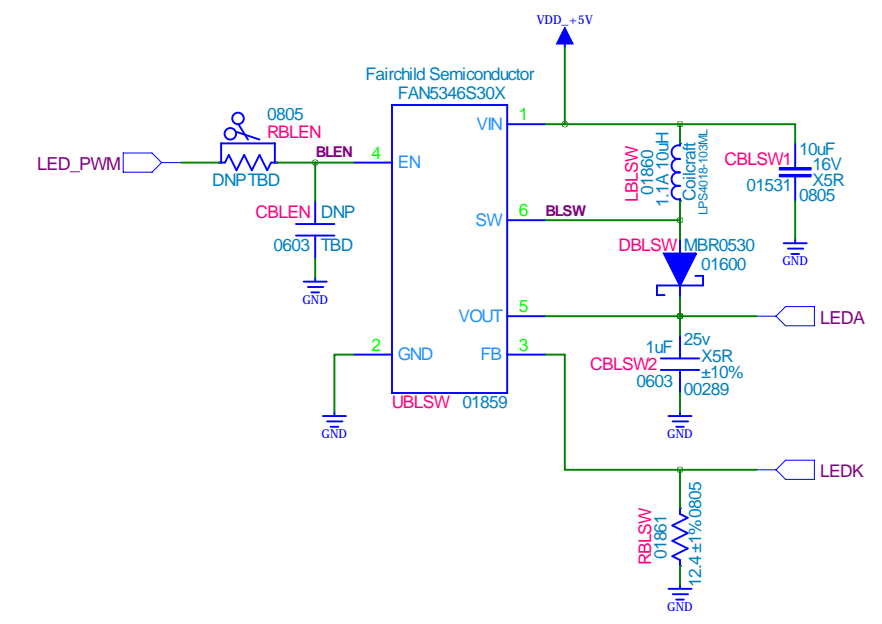 VDD_+5V
Fairchild Semiconductor
FAN5346S30X
0805
RBLEN
LED_PWM
DNP TBD
BLEN
4
EN
CBLEN DNP
0603 TBD
GND
VIN
1
LBLSW
01860
1.1A 10uH
Coilcraft
LPS4018-103ML
CBLSW1
01531
10uF
16V
X5R
0805
GND
SW
6
BLSW
DBLSW MBR0530
01600
VOUT
5
LEDA
2
GND
GND
FB
3
1uF
CBLSW2
0603
25v
X5R
±10%
00289
GND
UBLSW 01859
LEDK
RBLSW
01861
12.4 ±1% 0805
GND